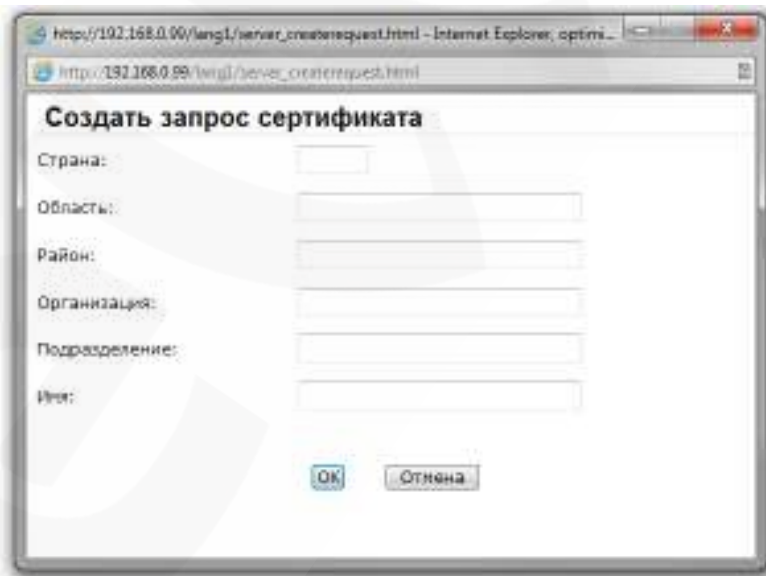 http://192.168.0.99/lang1/server_createrequest.html - Internet Explorer, optimi...
http://192.168.0.99/lang1/server_createrequest.html
Создать запрос сертификата
Страна:
Область:
Район:
Организация:
Подразделение:
Имя:
OK
Отмена